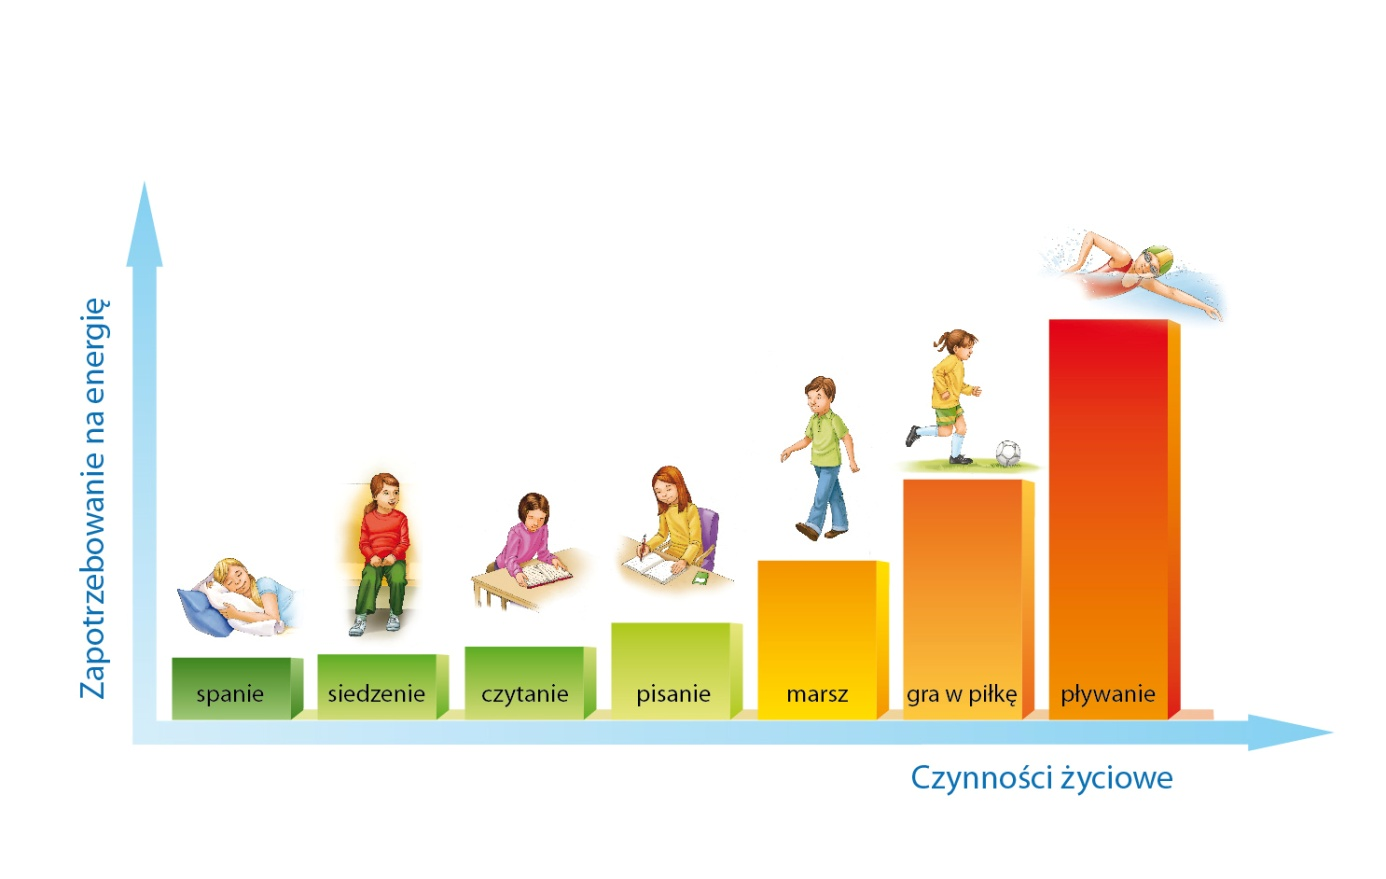 Zapotrzebowanie na energię
spanie
siedzenie
czytanie
pisanie
marsz
gra w piłkę
pływanie
Czynności życiowe